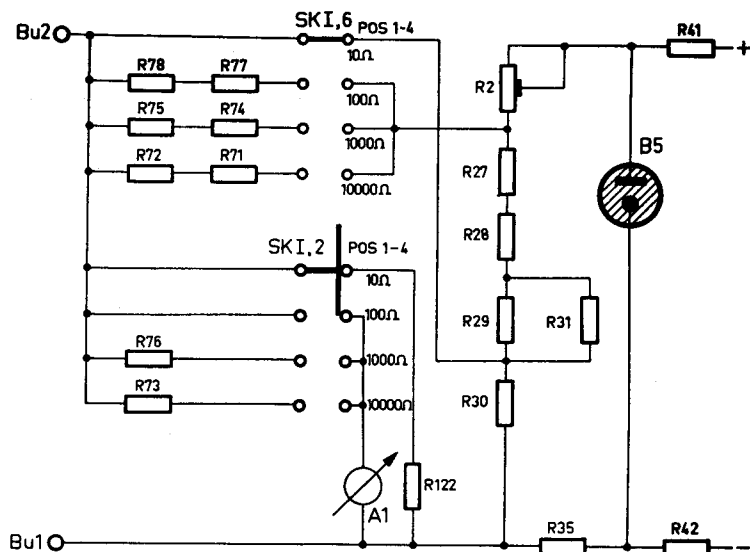 Bu2
SKI,6 POS 1-4
R41
+
10Ω
R78 R77
R2
100Ω
R75 R74
1000Ω
B5
R72 R71
R27
10000Ω
R28
SKI,2 POS 1-4
10Ω
100Ω
R29 R31
R76
1000Ω
R73
10000Ω
R30
R122
A1
Bu1
R35 R42
-